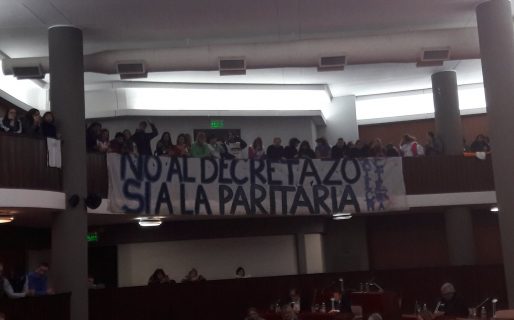 NO AL DECRETAZO
SI A LA PARITARIA